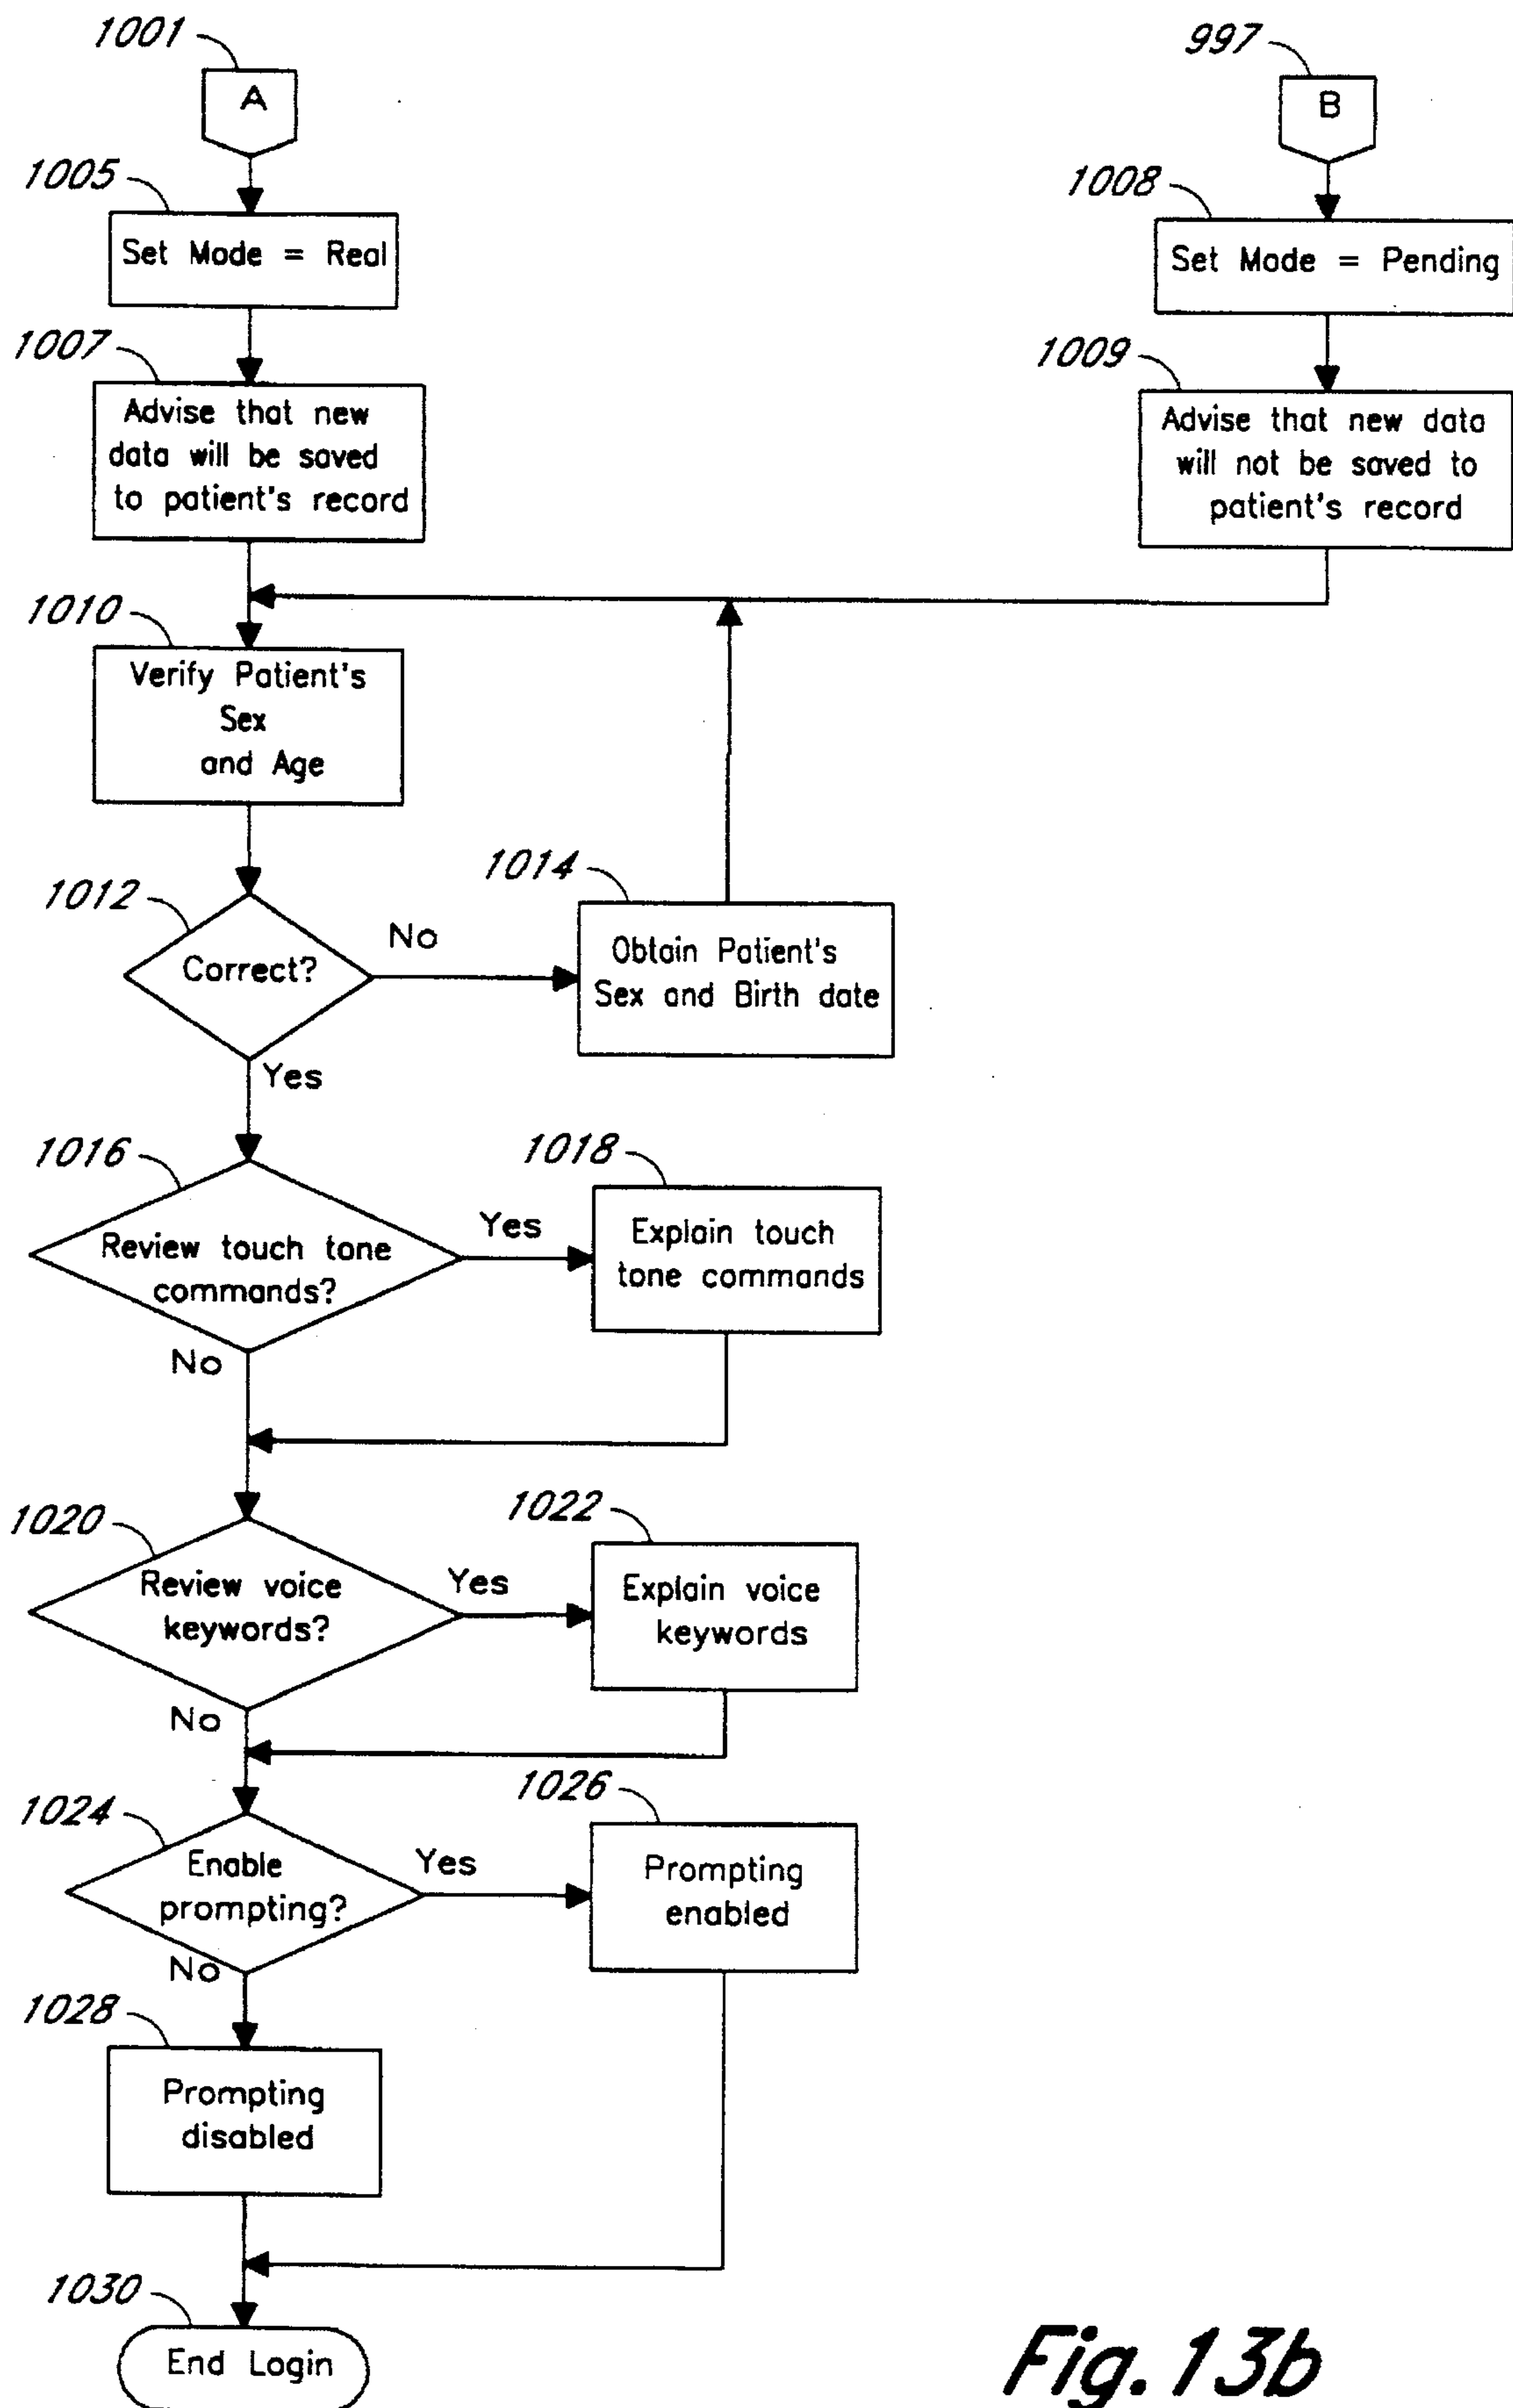 1001
997
A
B
1005
1008
Set Mode = Real
Set Mode = Pending
1007
1009
Advise that new
data will be saved
to patient's record
Advise that new data
will not be saved to
patient's record
1010
Verify Patient's
Sex
and Age
1012
Correct?
No
1014
Obtain Patient's
Sex and Birth date
Yes
1016
Review touch tone
commands?
Yes
1018
Explain touch
tone commands
No
1020
Review voice
keywords?
Yes
1022
Explain voice
keywords
No
1024
Enable
prompting?
Yes
1026
Prompting
enabled
No
1028
Prompting
disabled
1030
End Login
Fig. 13b